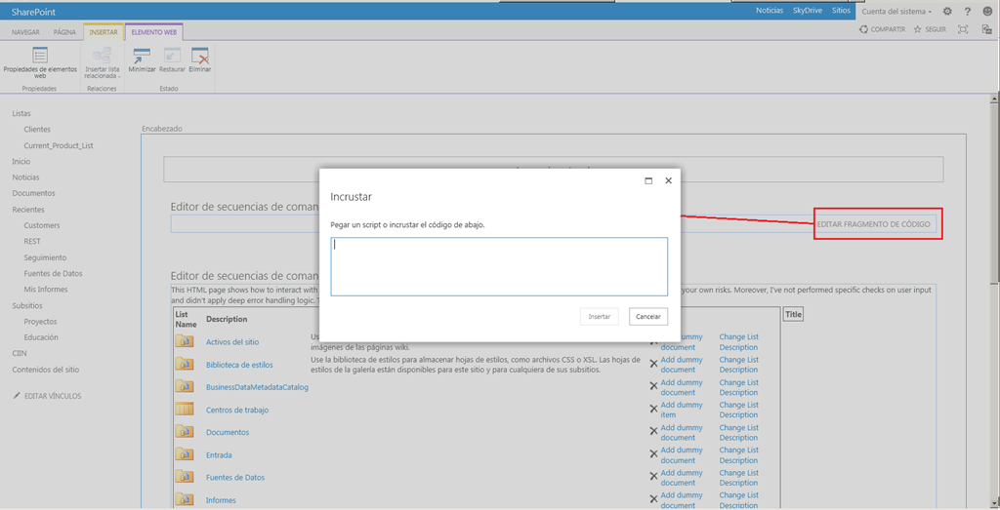 SharePoint
Noticias SkyDrive Sitios Cuenta del sistema ?
NAVEGAR PÁGINA INSERTAR ELEMENTO WEB
COMPARTIR SEGUIR
Propiedades de elementos web
Insertar lista relacionada
Minimizar Restaurar Eliminar
Propiedades Relaciones Estado
Listas
Clientes
Current_Product_List
Inicio
Noticias
Documentos
Recientes
Customers
REST
Seguimiento
Fuentes de Datos
Mis Informes
Subsitios
Proyectos
Educación
CIIN
Contenidos del sitio
EDITAR VÍNCULOS
Encabezado
Editor de secuencias de coman
EDITAR FRAGMENTO DE CÓDIGO
Incrustar
Pegar un script o incrustar el código de abajo.
Insertar Cancelar
Editor de secuencias de coman
This HTML page shows how to interact with
your own risks. Moreover, I've not performed specific checks on user input
and didn't apply deep error handling logic.
List Name Description Title
Activos del sitio
imágenes de las páginas wiki.
Add dummy document Change List Description
Biblioteca de estilos
Use la biblioteca de estilos para almacenar hojas de estilos, como archivos CSS o XSL. Las hojas de
estilos de la galería están disponibles para este sitio y para cualquiera de sus subsitios.
Add dummy document Change List Description
BusinessDataMetadataCatalog
Add dummy document Change List Description
Centros de trabajo
Add dummy item Change List Description
Documentos
Add dummy document Change List Description
Entrada
Add dummy document Change List Description
Fuentes de Datos
Add dummy document Change List Description
Informes
Add dummy document Change List Description